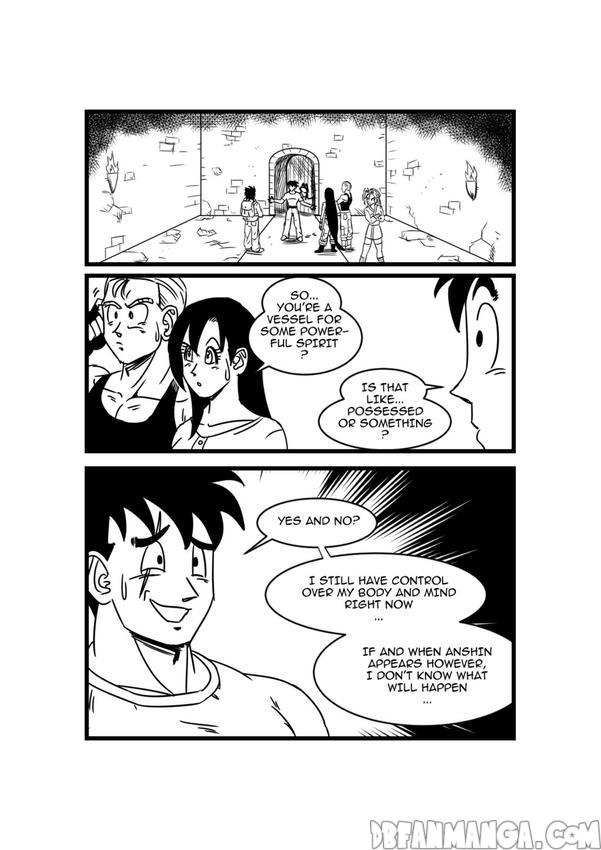 SO...
YOU'RE A
VESSEL FOR
SOME POWER-
FUL SPIRIT
?
IS THAT
LIKE...
POSSESSED
OR SOMETHING
?
YES AND NO?
I STILL HAVE CONTROL
OVER MY BODY AND MIND
RIGHT NOW
...
IF AND WHEN ANSHIN
APPEARS HOWEVER,
I DON'T KNOW WHAT
WILL HAPPEN
...
DBFANMANGA.COM